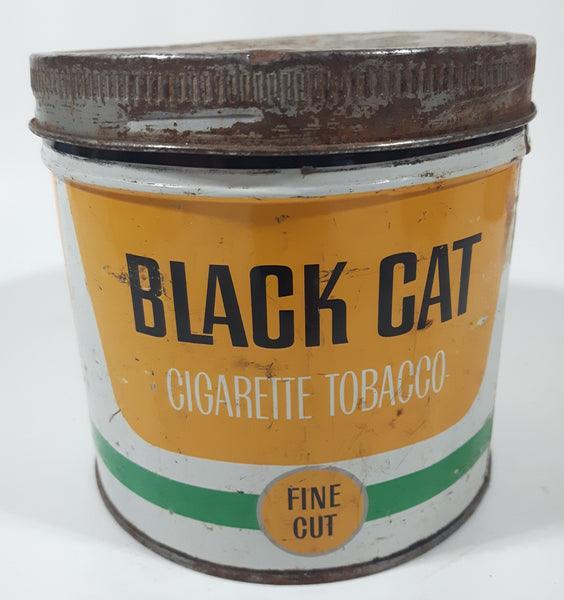 BLACK CAT
CIGARETTE TOBACCO
FINE
CUT